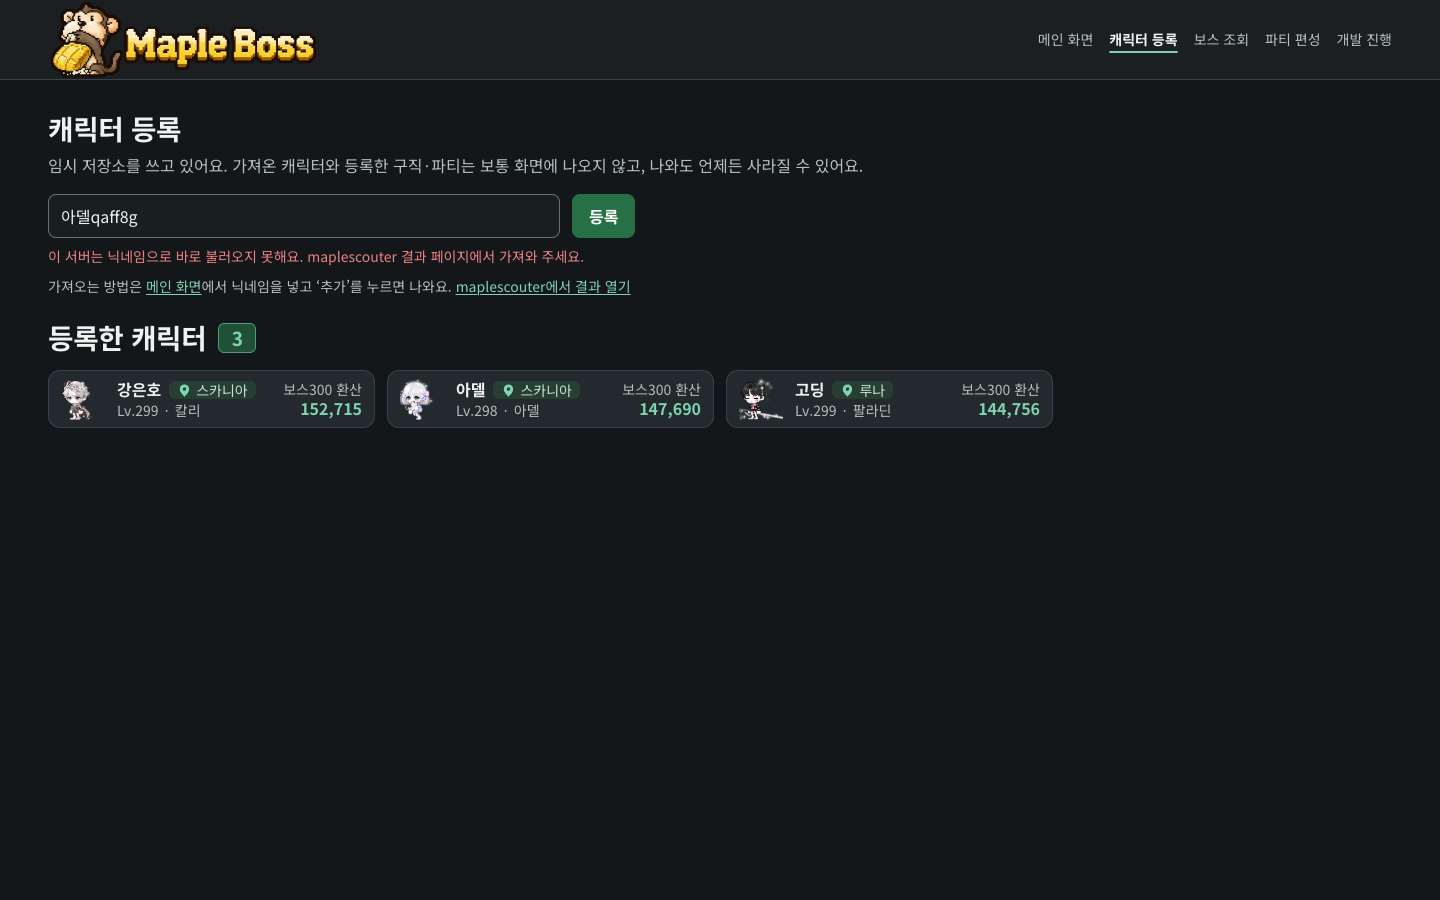 Maple Boss
메인 화면 캐릭터 등록 보스 조회 파티 편성 개발 진행
캐릭터 등록
임시 저장소를 쓰고 있어요. 가져온 캐릭터와 등록한 구직·파티는 보통 화면에 나오지 않고, 나와도 언제든 사라질 수 있어요.
아델qaff8g 등록
이 서버는 닉네임으로 바로 불러오지 못해요. maplescouter 결과 페이지에서 가져와 주세요.
가져오는 방법은 메인 화면에서 닉네임을 넣고 ‘추가’를 누르면 나와요. maplescouter에서 결과 열기
등록한 캐릭터 3
강은호 스카니아 보스300 환산
Lv.299 · 칼리 152,715
아델 스카니아 보스300 환산
Lv.298 · 아델 147,690
고딩 루나 보스300 환산
Lv.299 · 팔라딘 144,756